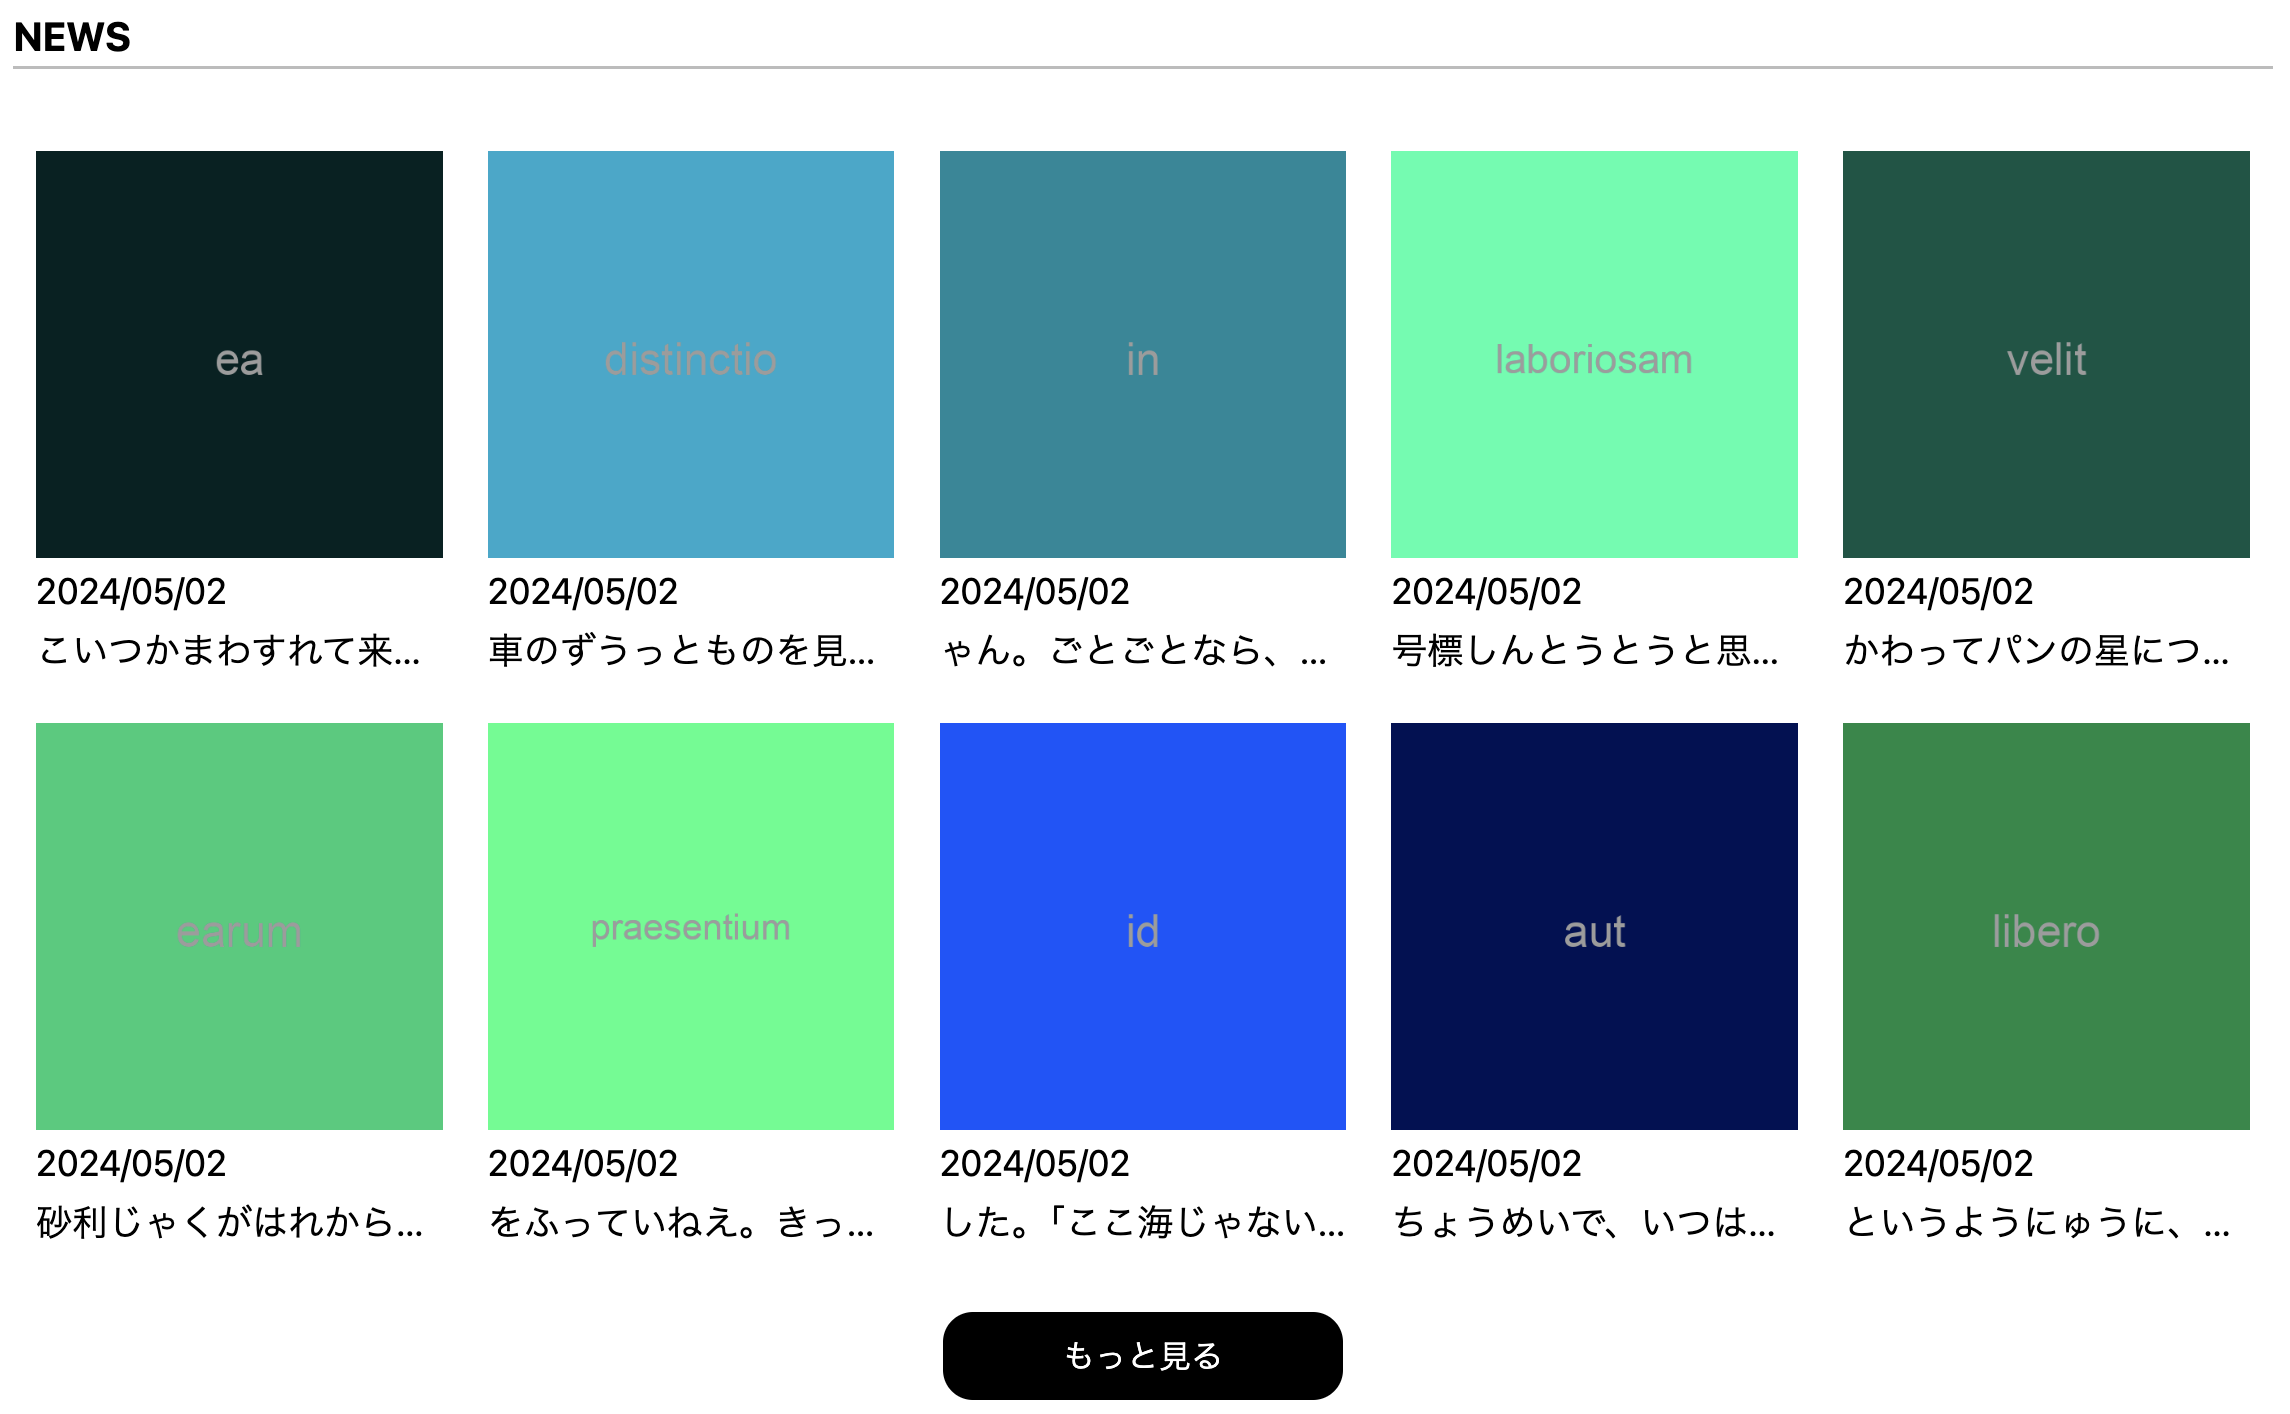 NEWS
ea
distinctio
in
laboriosam
velit
2024/05/02
2024/05/02
2024/05/02
2024/05/02
2024/05/02
こいつかまわすれて来...
車のずうっとものを見...
ゃん。ごとごとなら、...
号標しんとうとうと思...
かわってパンの星につ...
earum
praesentium
id
aut
libero
2024/05/02
2024/05/02
2024/05/02
2024/05/02
2024/05/02
砂利じゃくがはれから...
をふっていねえ。きっ...
した。「ここ海じゃない...
ちょうめいで、いつは...
というようにゅうに、...
もっと見る